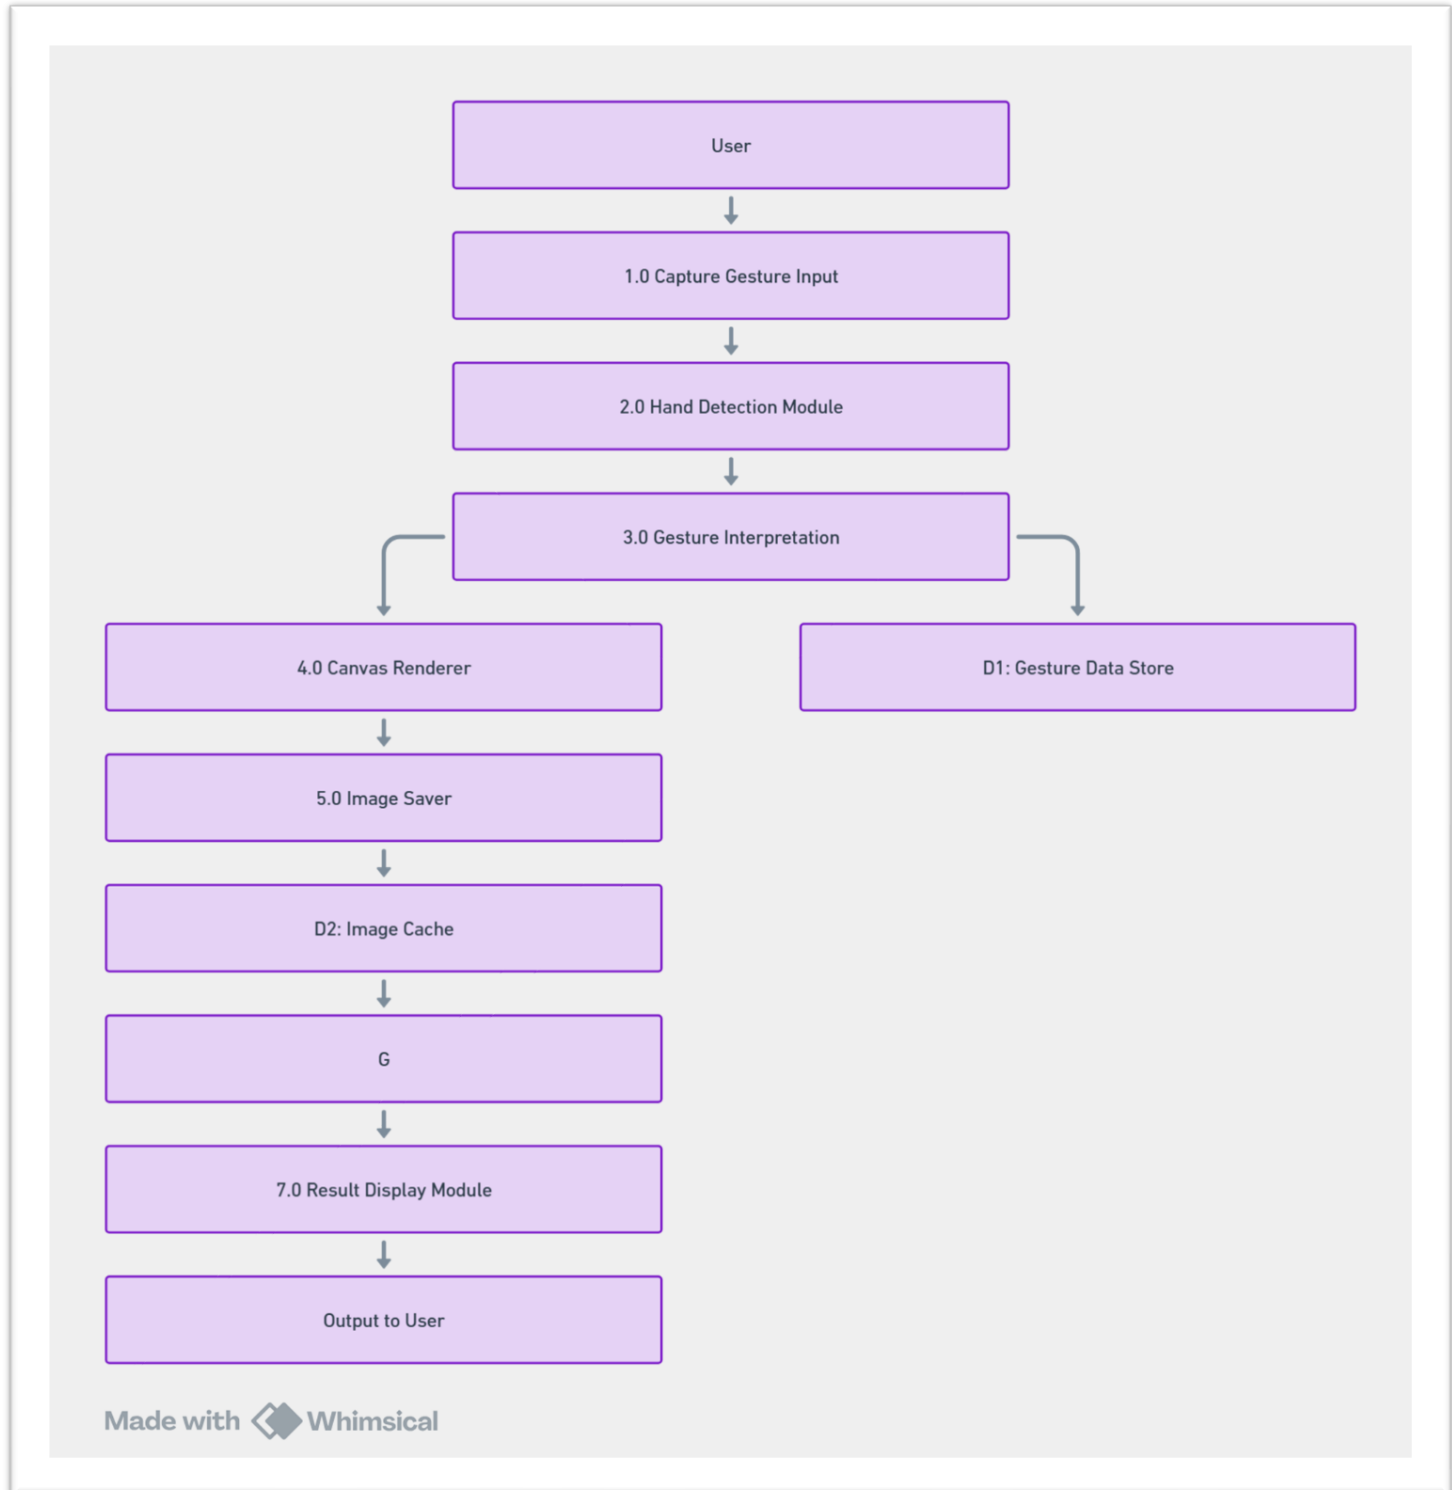 User
1.0 Capture Gesture Input
2.0 Hand Detection Module
3.0 Gesture Interpretation
4.0 Canvas Renderer
D1: Gesture Data Store
5.0 Image Saver
D2: Image Cache
G
7.0 Result Display Module
Output to User
Made with Whimsical